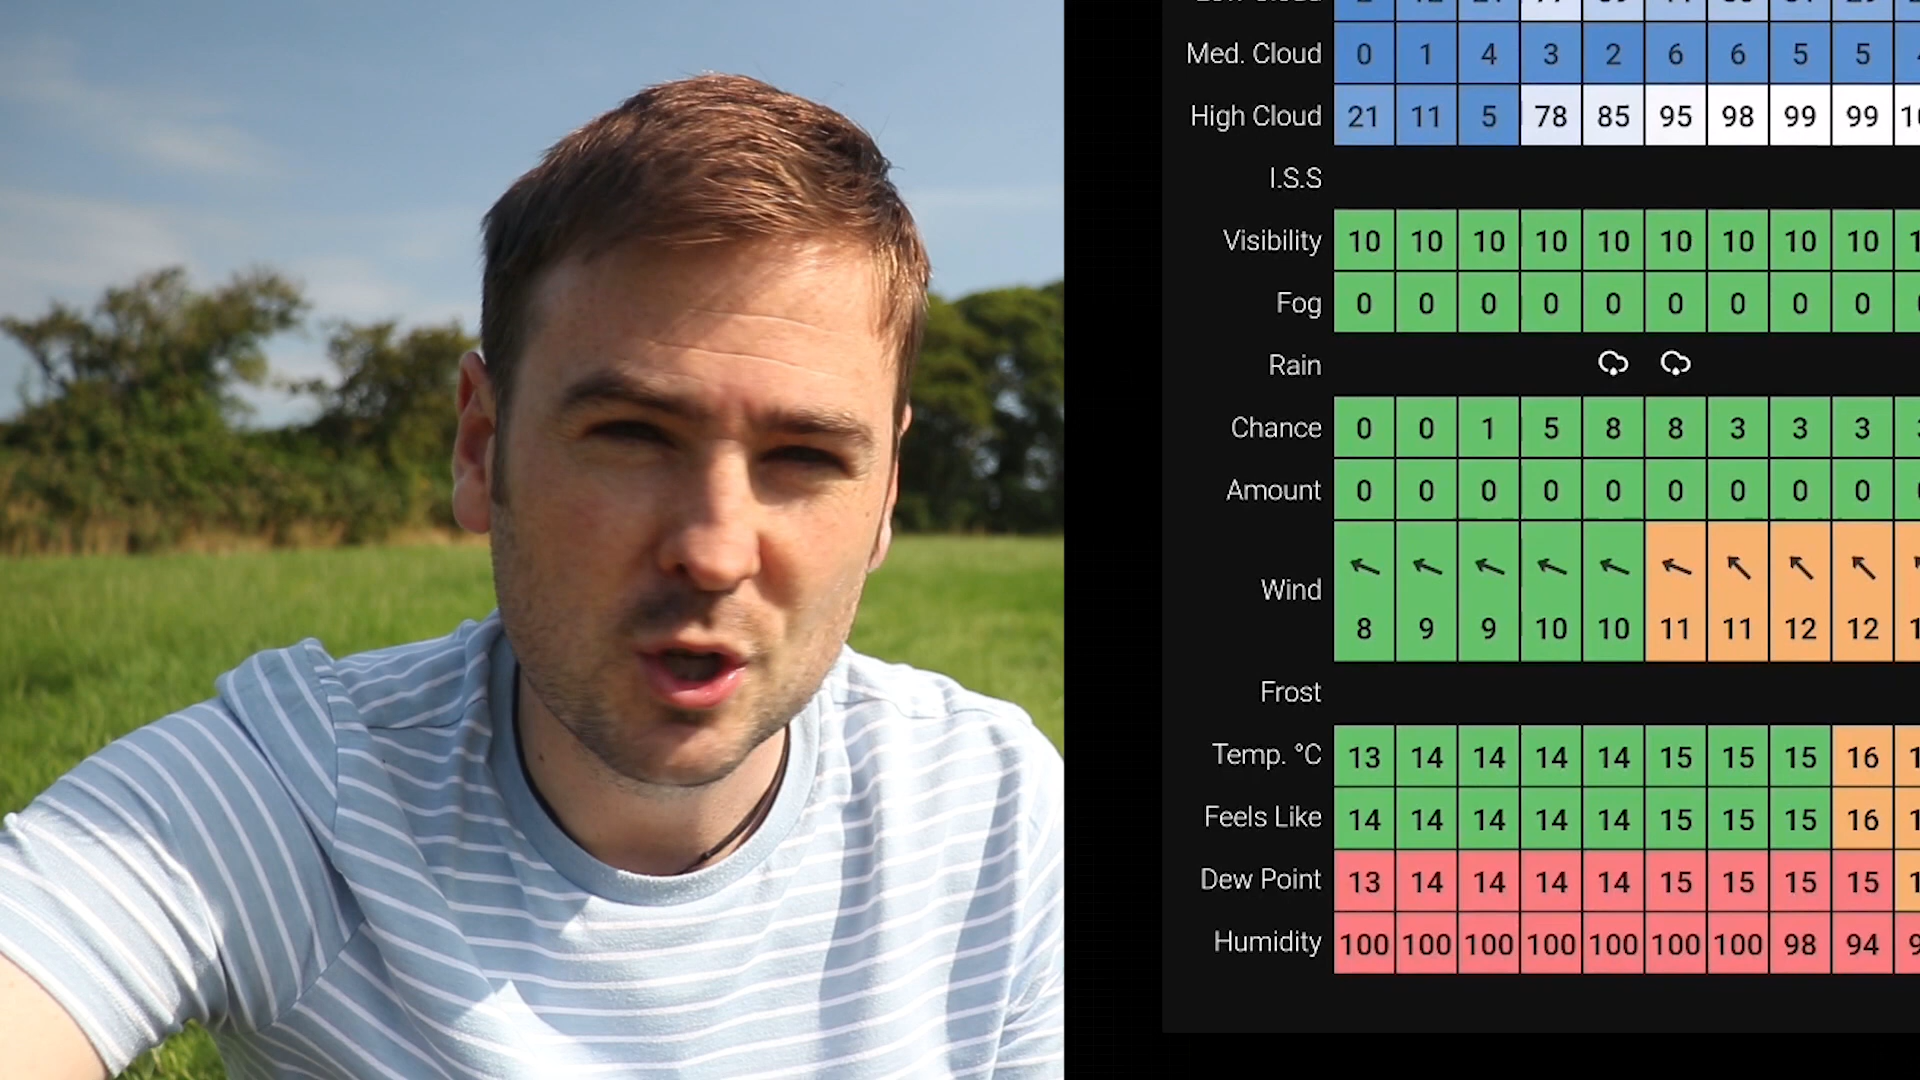 Med. Cloud 0 1 4 3 2 6 6 5 5
High Cloud 21 11 5 78 85 95 98 99 99
I.S.S
Visibility 10 10 10 10 10 10 10 10 10
Fog 0 0 0 0 0 0 0 0 0
Rain
Chance 0 0 1 5 8 8 3 3 3
Amount 0 0 0 0 0 0 0 0 0
Wind
8 9 9 10 10 11 11 12 12
Frost
Temp. °C 13 14 14 14 14 15 15 15 16
Feels Like 14 14 14 14 14 15 15 15 16
Dew Point 13 14 14 14 14 15 15 15 15
Humidity 100 100 100 100 100 100 100 98 94